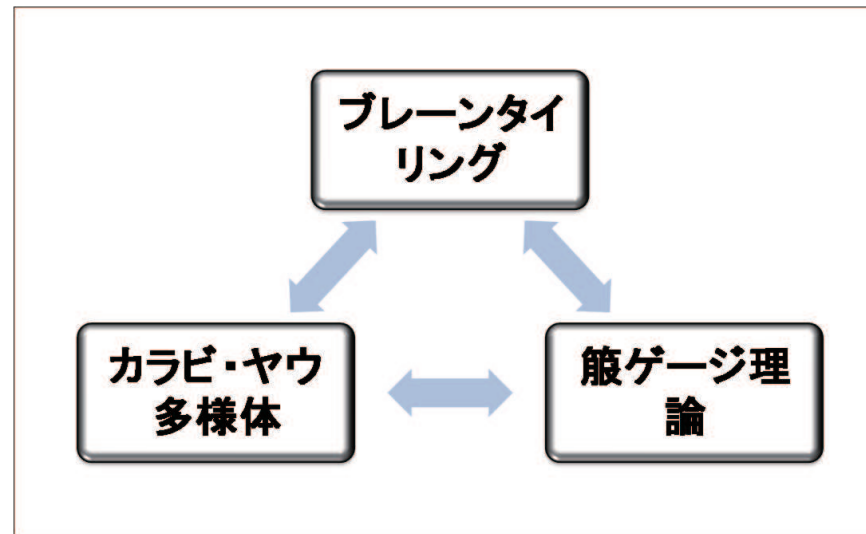 ブレーンタイ
リング
カラビ・ヤウ
多様体
箙ゲージ理
論